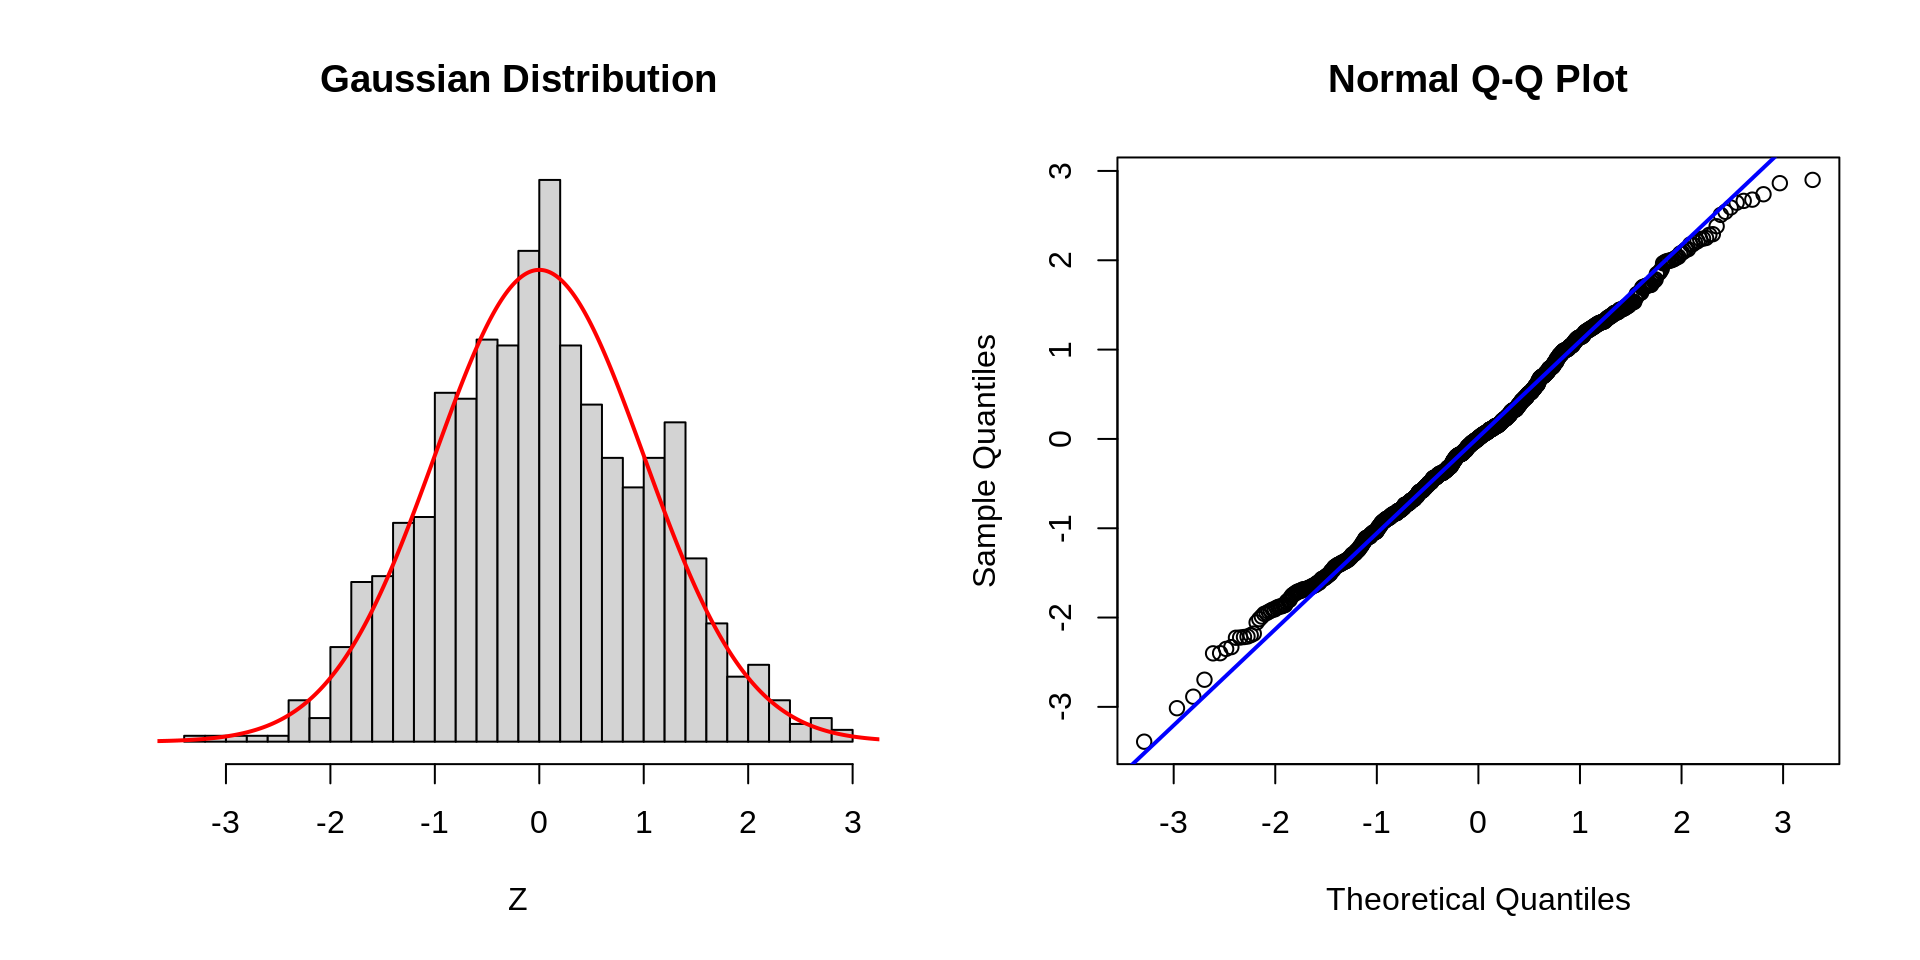 Gaussian Distribution
-3 -2 -1 0 1 2 3
Z
Normal Q-Q Plot
3
2
1
0
-1
-2
-3
Sample Quantiles
-3 -2 -1 0 1 2 3
Theoretical Quantiles